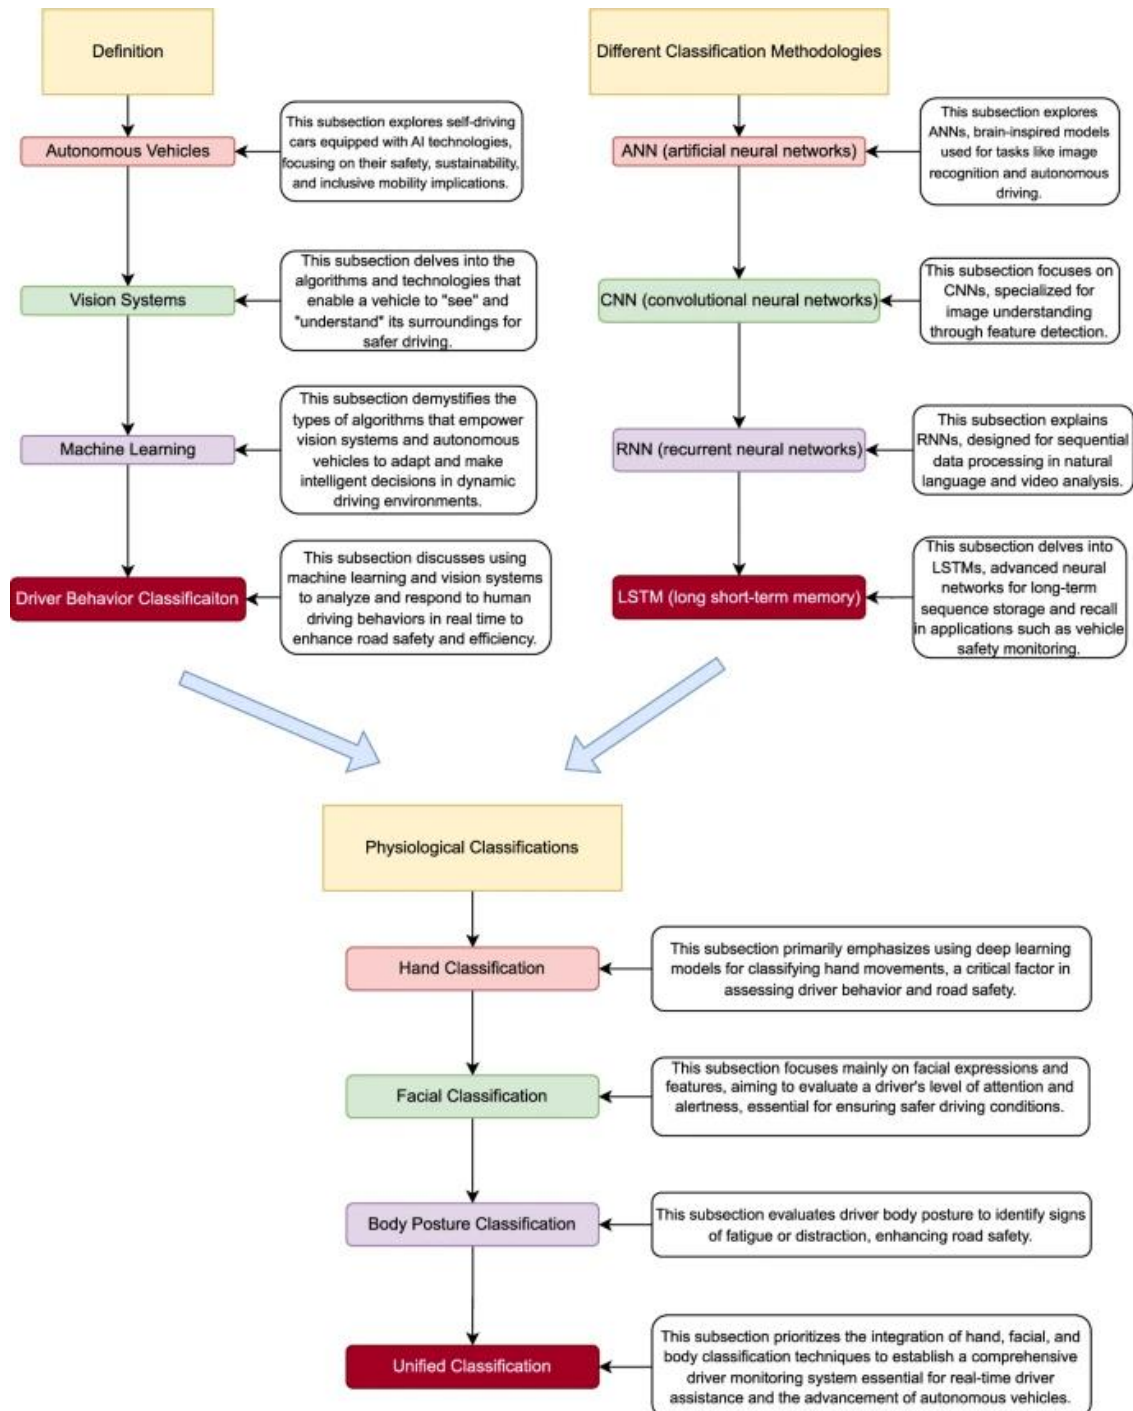 Definition
Autonomous Vehicles
This subsection explores self-driving
cars equipped with AI technologies,
focusing on their safety, sustainability,
and inclusive mobility implications.
Vision Systems
This subsection delves into the
algorithms and technologies that
enable a vehicle to "see" and
"understand" its surroundings for
safer driving.
Machine Learning
This subsection demystifies the
types of algorithms that empower
vision systems and autonomous
vehicles to adapt and make
intelligent decisions in dynamic
driving environments.
Driver Behavior Classificaiton
This subsection discusses using
machine learning and vision systems
to analyze and respond to human
driving behaviors in real time to
enhance road safety and efficiency.
Different Classification Methodologies
ANN (artificial neural networks)
This subsection explores
ANNs, brain-inspired models
used for tasks like image
recognition and autonomous
driving.
CNN (convolutional neural networks)
This subsection focuses on
CNNs, specialized for
image understanding
through feature detection.
RNN (recurrent neural networks)
This subsection explains
RNNs, designed for sequential
data processing in natural
language and video analysis.
LSTM (long short-term memory)
This subsection delves into
LSTMs, advanced neural
networks for long-term
sequence storage and recall
in applications such as vehicle
safety monitoring.
Physiological Classifications
Hand Classification
This subsection primarily emphasizes using deep learning
models for classifying hand movements, a critical factor in
assessing driver behavior and road safety.
Facial Classification
This subsection focuses mainly on facial expressions and
features, aiming to evaluate a driver's level of attention and
alertness, essential for ensuring safer driving conditions.
Body Posture Classification
This subsection evaluates driver body posture to identify signs
of fatigue or distraction, enhancing road safety.
Unified Classification
This subsection prioritizes the integration of hand, facial, and
body classification techniques to establish a comprehensive
driver monitoring system essential for real-time driver
assistance and the advancement of autonomous vehicles.